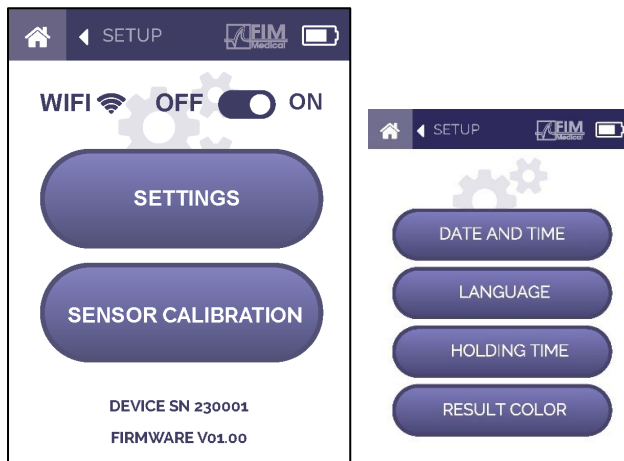 SETUP
FIM
Medical
WIFI OFF ON
SETTINGS
SENSOR CALIBRATION
DEVICE SN 230001
FIRMWARE V01.00
SETUP
FIM
Medical
DATE AND TIME
LANGUAGE
HOLDING TIME
RESULT COLOR